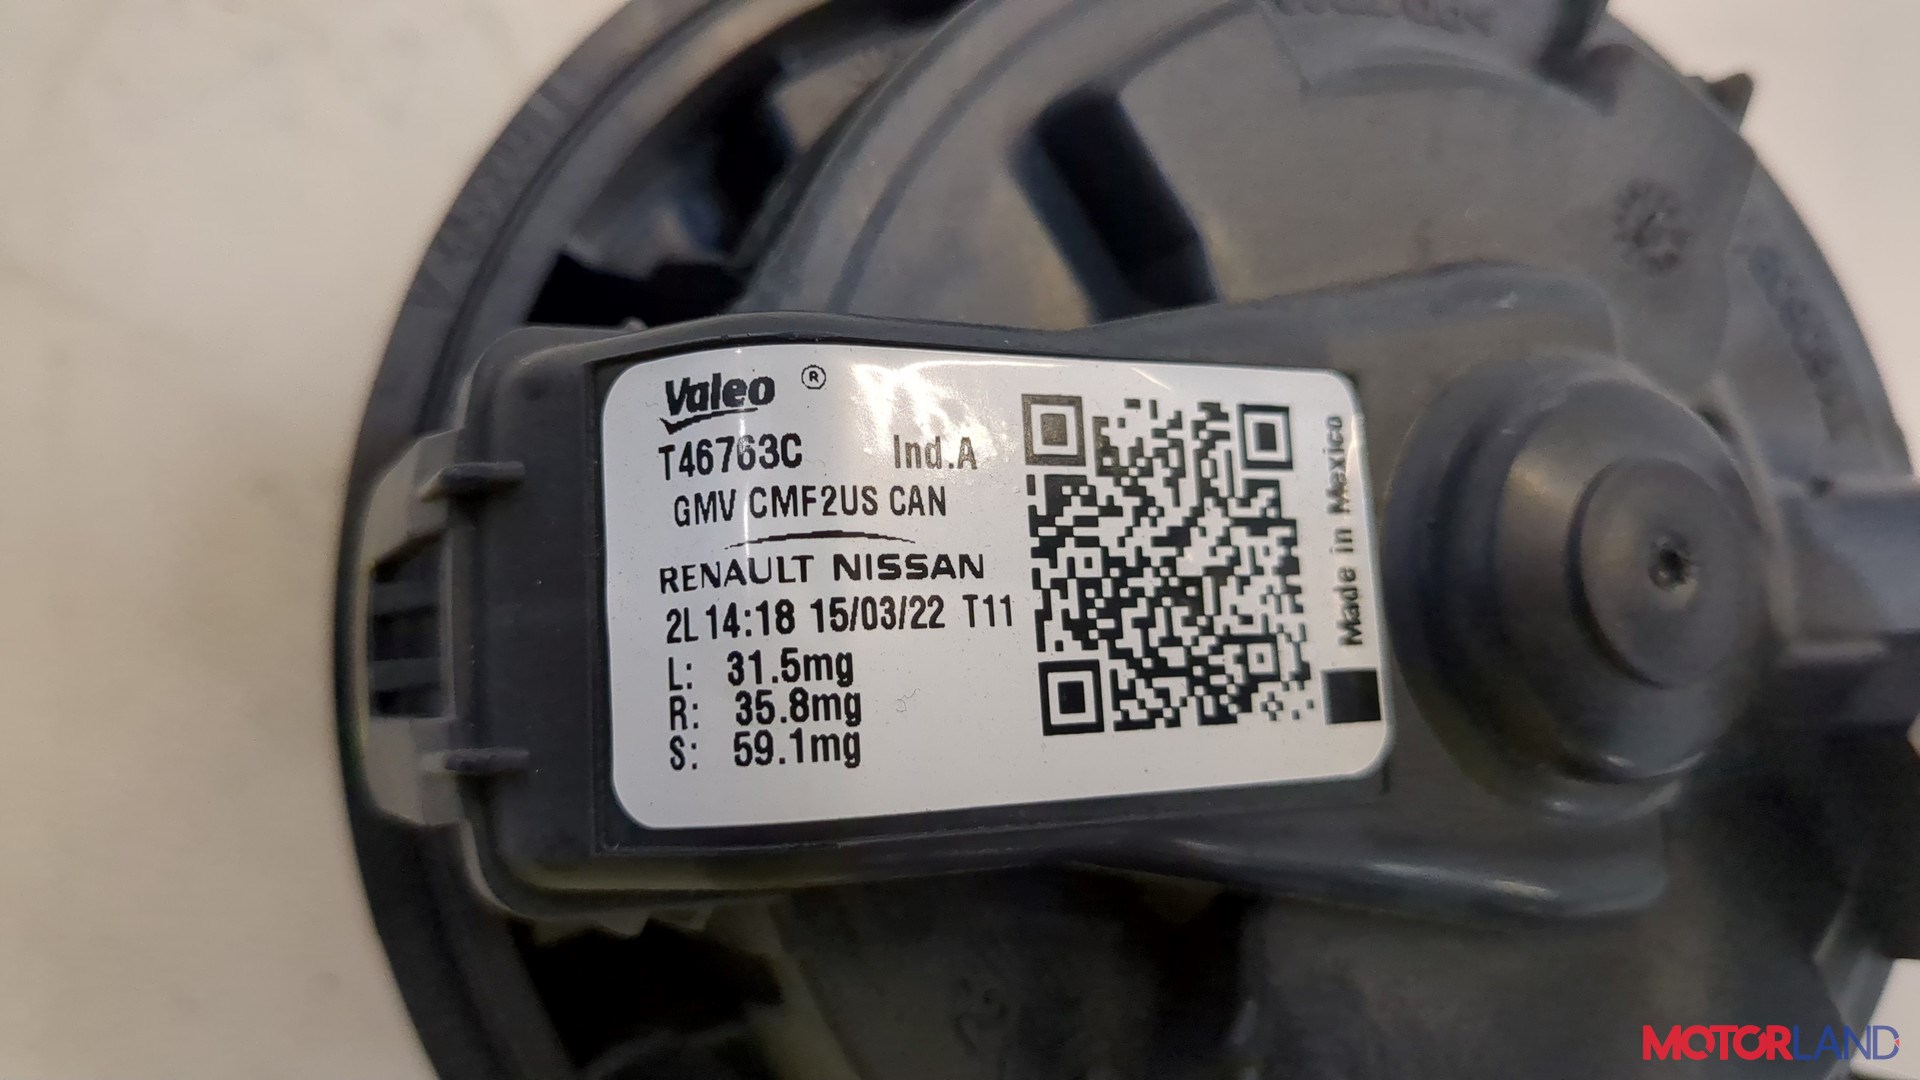 Valeo ®
T46763C Ind.A
GMV CMF2US CAN
RENAULT NISSAN
2L 14:18 15/03/22 T11
L: 31.5mg
R: 35.8mg
S: 59.1mg
Made in Mexico
MOTORLAND